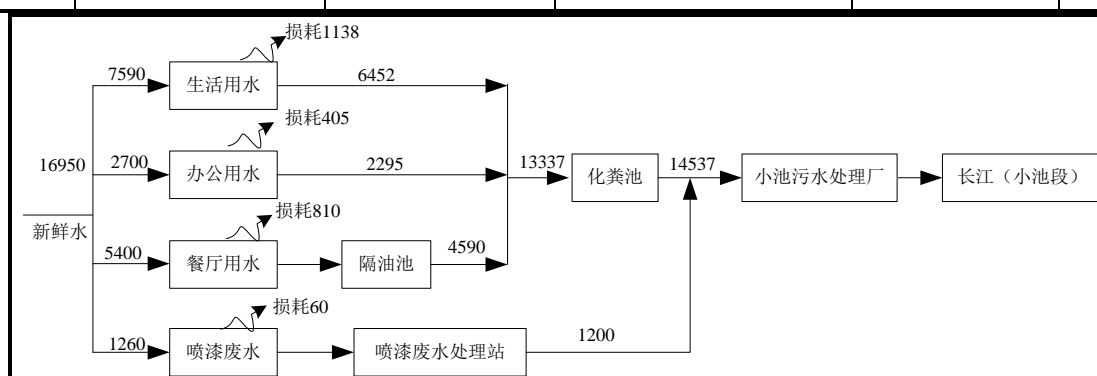 损耗1138
7590
生活用水
6452
损耗405
16950
2700
办公用水
2295
13337
化粪池
14537
小池污水处理厂
长江（小池段）
新鲜水
损耗810
5400
餐厅用水
隔油池
4590
损耗60
1260
喷漆废水
喷漆废水处理站
1200